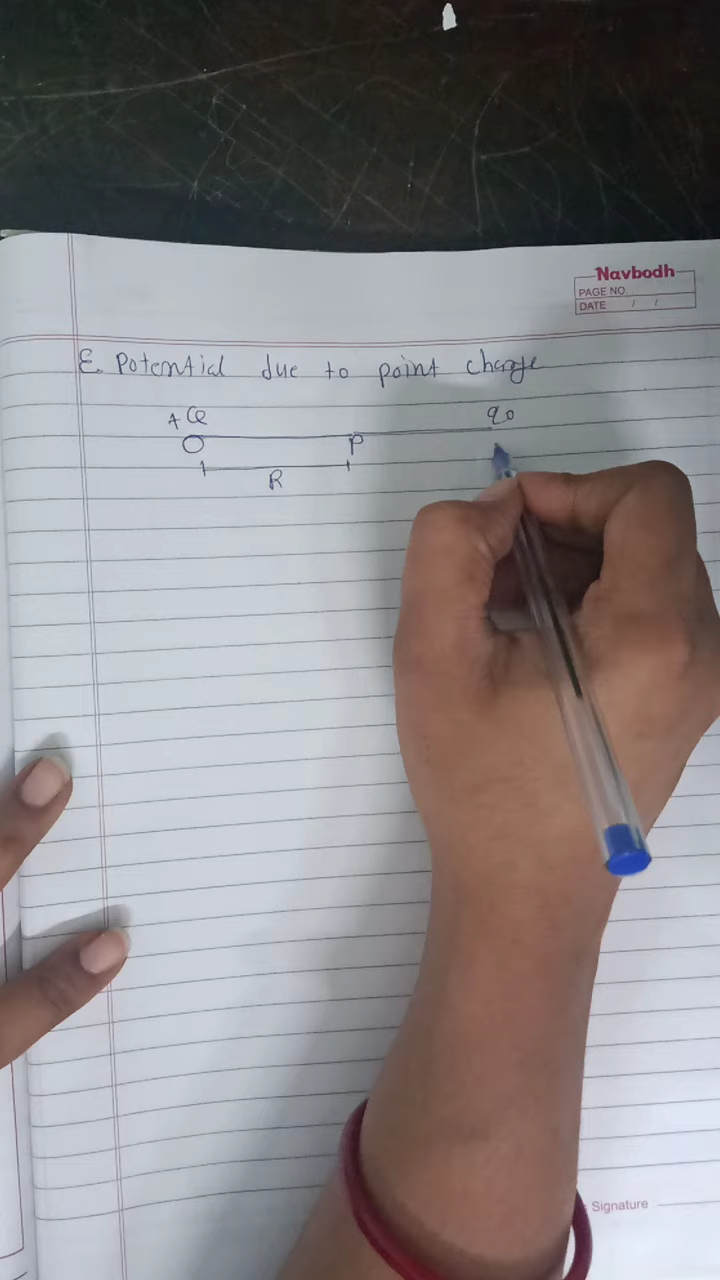 Navbodh
PAGE NO.
DATE / /
E. Potential due to point charge
+Q q0
O P
R
Signature